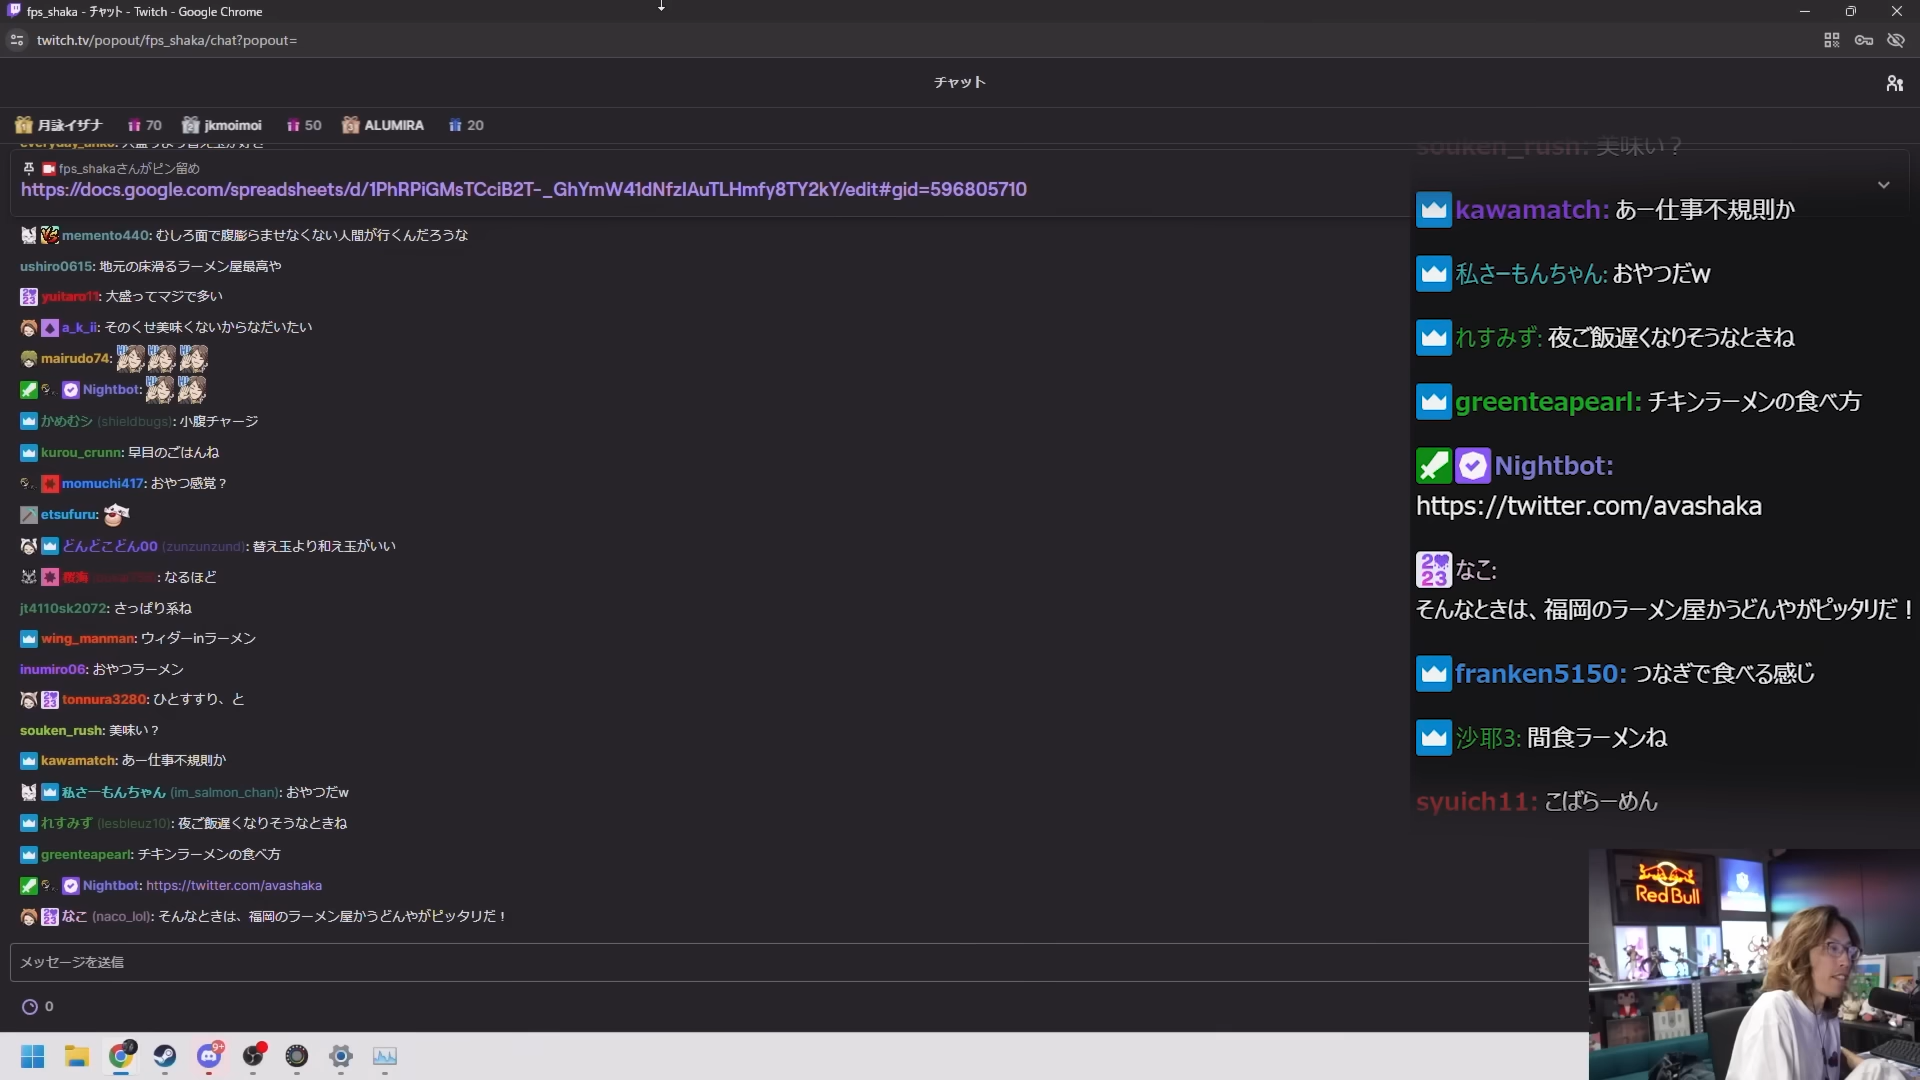 fps_shaka - チャット - Twitch - Google Chrome
twitch.tv/popout/fps_shaka/chat?popout=
チャット
月詠イザナ 70 jkmoimoi 50 ALUMIRA 20
fps_shakaさんがピン留め
https://docs.google.com/spreadsheets/d/1PhRPiGMsTCciB2T-_GhYmW41dNfzIAuTLHmfy8TY2kY/edit#gid=596805710
memento440: むしろ面で腹膨らませなくない人間が行くんだろうな
ushiro0615: 地元の床滑るラーメン屋最高や
yuitaro11: 大盛ってマジで多い
a_k_ii: そのくせ美味くないからなだいたい
mairudo74:
Nightbot:
かめむシ (shieldbugs): 小腹チャージ
kurou_crunn: 早目のごはんね
momuchi417: おやつ感覚？
etsufuru:
どんどこどん00 (zunzunzund): 替え玉より和え玉がいい
: なるほど
jt4110sk2072: さっぱり系ね
wing_manman: ウィダーinラーメン
inumiro06: おやつラーメン
tonnura3280: ひとすすり、と
souken_rush: 美味い？
kawamatch: あー仕事不規則か
私さーもんちゃん (im_salmon_chan): おやつだw
れすみず (lesbleuz10): 夜ご飯遅くなりそうなときね
greenteapearl: チキンラーメンの食べ方
Nightbot: https://twitter.com/avashaka
なこ (naco_lol): そんなときは、福岡のラーメン屋かうどんやがピッタリだ！
メッセージを送信
0
souken_rush: 美味い？
kawamatch: あー仕事不規則か
私さーもんちゃん: おやつだw
れすみず: 夜ご飯遅くなりそうなときね
greenteapearl: チキンラーメンの食べ方
Nightbot:
https://twitter.com/avashaka
なこ:
そんなときは、福岡のラーメン屋かうどんやがピッタリだ！
franken5150: つなぎで食べる感じ
沙耶3: 間食ラーメンね
syuich11: こばらーめん
Red Bull
9+